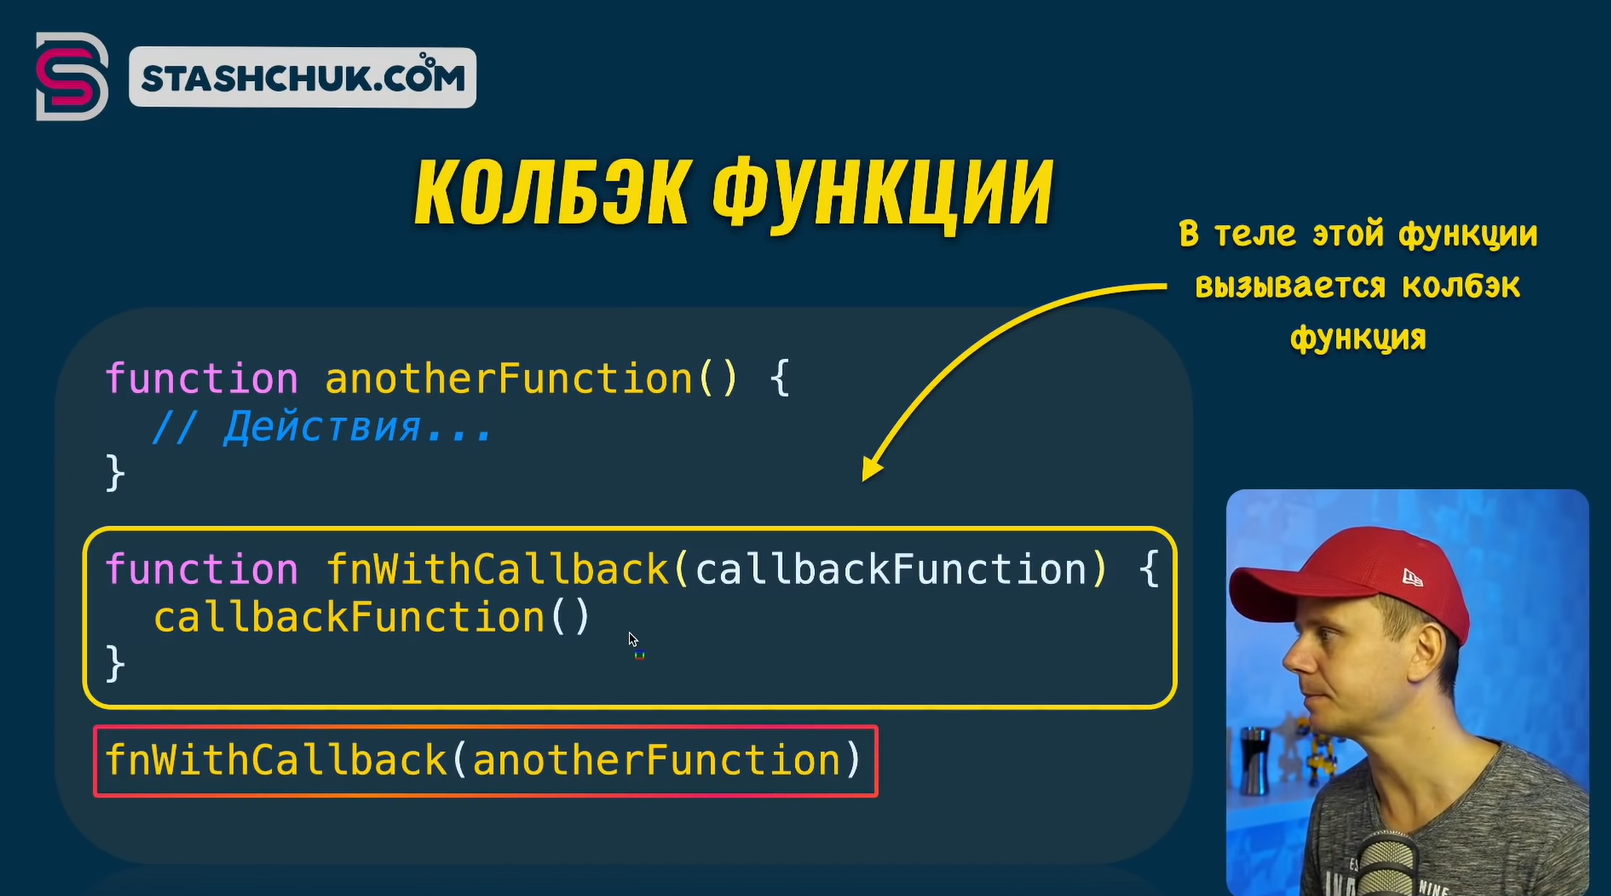 STASHCHUK.COM
КОЛБЭК ФУНКЦИИ
В теле этой функции
вызывается колбэк
функция
function anotherFunction() {
  // Действия...
}
function fnWithCallback(callbackFunction) {
  callbackFunction()
}
fnWithCallback(anotherFunction)